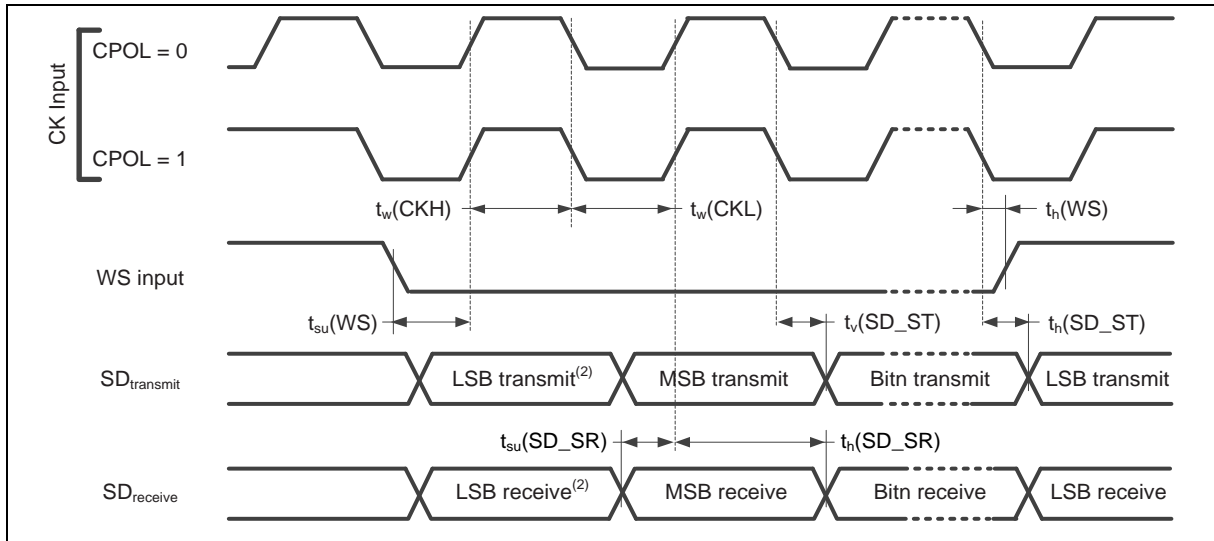 CK Input
CPOL = 0
CPOL = 1
tw(CKH)
tw(CKL)
th(WS)
WS input
tsu(WS)
tv(SD_ST)
th(SD_ST)
SDtransmit
LSB transmit(2)
MSB transmit
Bitn transmit
LSB transmit
tsu(SD_SR)
th(SD_SR)
SDreceive
LSB receive(2)
MSB receive
Bitn receive
LSB receive